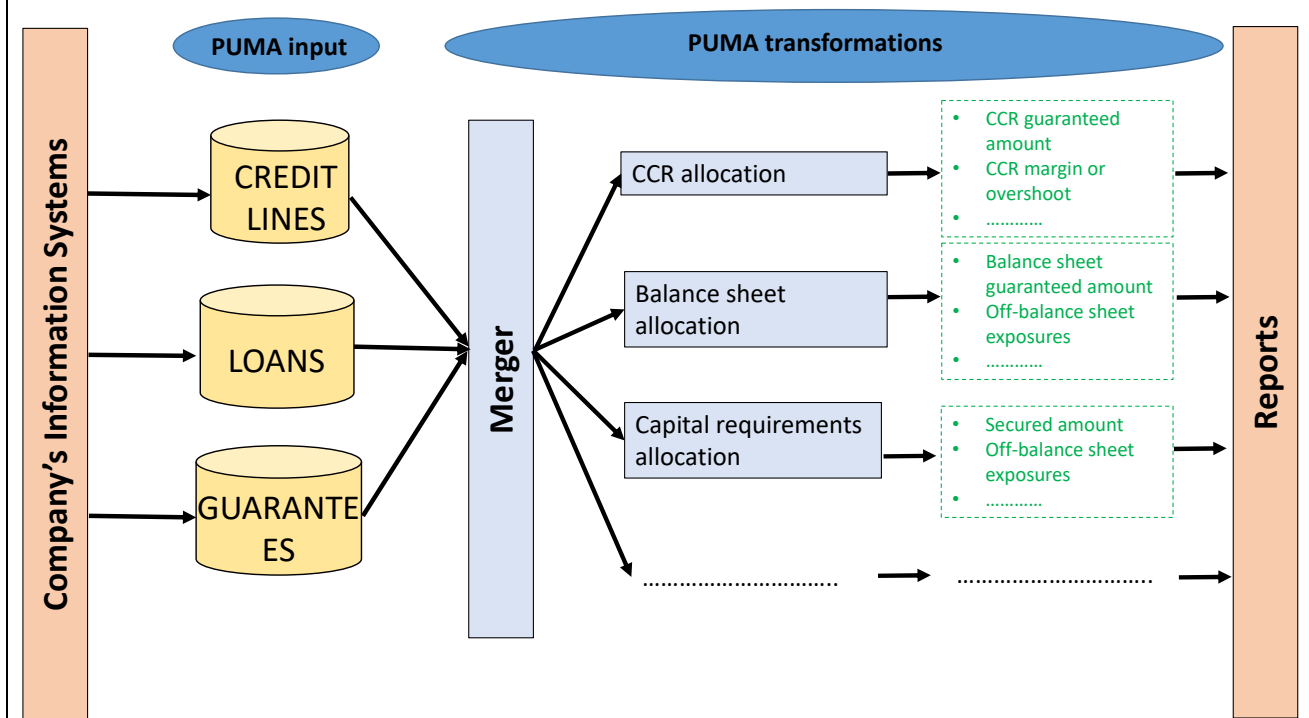 Company's Information Systems
PUMA input
PUMA transformations
CREDIT
LINES
LOANS
GUARANTE
ES
Merger
CCR allocation
• CCR guaranteed
amount
• CCR margin or
overshoot
• …………
Balance sheet
allocation
• Balance sheet
guaranteed amount
• Off-balance sheet
exposures
• …………
Capital requirements
allocation
• Secured amount
• Off-balance sheet
exposures
• …………
…………………………..
…………………………..
Reports